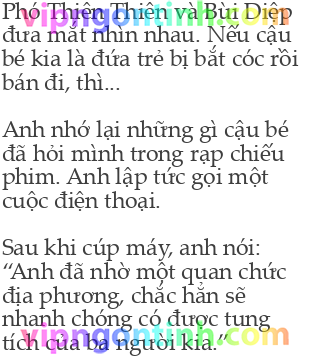 Phó Thiên Thiên và Bùi Diệp
đưa mắt nhìn nhau. Nếu cậu
bé kia là đứa trẻ bị bắt cóc rồi
bán đi, thì...
Anh nhớ lại những gì cậu bé
đã hỏi mình trong rạp chiếu
phim. Anh lập tức gọi một
cuộc điện thoại.
Sau khi cúp máy, anh nói:
“Anh đã nhờ một quan chức
địa phương, chắc hẳn sẽ
nhanh chóng có được tung
tích của ba người kia.”
vipngontinh.com
vipngontinh.com